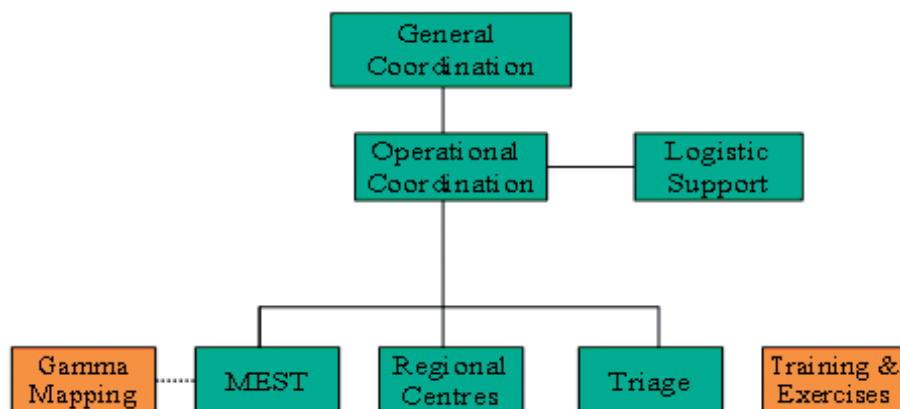 General
Coordination
Operational
Coordination
Logistic
Support
Gamma
Mapping
MEST
Regional
Centres
Triage
Training &
Exercises